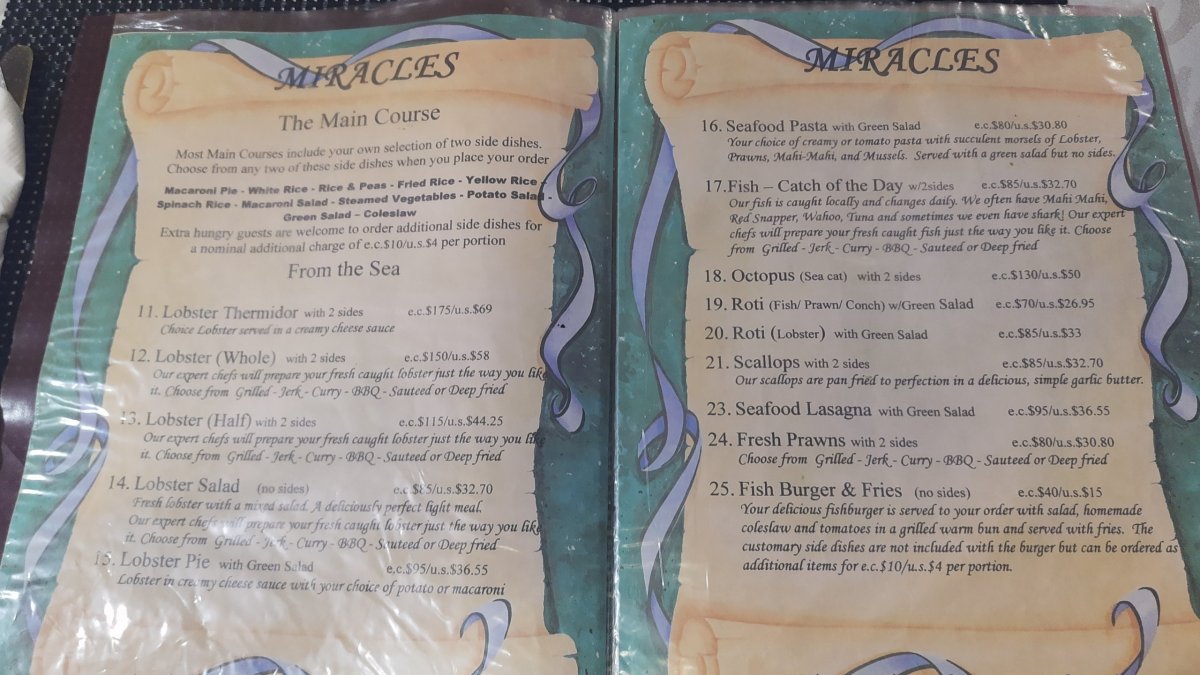 MIRACLES
The Main Course
Most Main Courses include your own selection of two side dishes.
Choose from any two of these side dishes when you place your order
Macaroni Pie - White Rice - Rice & Peas - Fried Rice - Yellow Rice -
Spinach Rice - Macaroni Salad - Steamed Vegetables - Potato Salad -
Green Salad – Coleslaw
Extra hungry guests are welcome to order additional side dishes for
a nominal additional charge of e.c.$10/u.s.$4 per portion
From the Sea
11. Lobster Thermidor with 2 sides e.c.$175/u.s.$69
Choice Lobster served in a creamy cheese sauce
12. Lobster (Whole) with 2 sides e.c.$150/u.s.$58
Our expert chefs will prepare your fresh caught lobster just the way you like
it. Choose from Grilled - Jerk - Curry - BBQ - Sauteed or Deep fried
13. Lobster (Half) with 2 sides e.c.$115/u.s.$44.25
Our expert chefs will prepare your fresh caught lobster just the way you like
it. Choose from Grilled - Jerk - Curry - BBQ - Sauteed or Deep fried
14. Lobster Salad (no sides) e.c.$85/u.s.$32.70
Fresh lobster with a mixed salad. A deliciously perfect light meal.
Our expert chefs will prepare your fresh caught lobster just the way you like
it. Choose from Grilled - Jerk - Curry - BBQ - Sauteed or Deep fried
15. Lobster Pie with Green Salad e.c.$95/u.s.$36.55
Lobster in creamy cheese sauce with your choice of potato or macaroni
MIRACLES
16. Seafood Pasta with Green Salad e.c.$80/u.s.$30.80
Your choice of creamy or tomato pasta with succulent morsels of Lobster,
Prawns, Mahi-Mahi, and Mussels. Served with a green salad but no sides.
17. Fish – Catch of the Day w/2sides e.c.$85/u.s.$32.70
Our fish is caught locally and changes daily. We often have Mahi Mahi,
Red Snapper, Wahoo, Tuna and sometimes we even have shark! Our expert
chefs will prepare your fresh caught fish just the way you like it. Choose
from Grilled - Jerk - Curry - BBQ - Sauteed or Deep fried
18. Octopus (Sea cat) with 2 sides e.c.$130/u.s.$50
19. Roti (Fish/ Prawn/ Conch) w/Green Salad e.c.$70/u.s.$26.95
20. Roti (Lobster) with Green Salad e.c.$85/u.s.$33
21. Scallops with 2 sides e.c.$85/u.s.$32.70
Our scallops are pan fried to perfection in a delicious, simple garlic butter.
23. Seafood Lasagna with Green Salad e.c.$95/u.s.$36.55
24. Fresh Prawns with 2 sides e.c.$80/u.s.$30.80
Choose from Grilled - Jerk - Curry - BBQ - Sauteed or Deep fried
25. Fish Burger & Fries (no sides) e.c.$40/u.s.$15
Your delicious fishburger is served to your order with salad, homemade
coleslaw and tomatoes in a grilled warm bun and served with fries. The
customary side dishes are not included with the burger but can be ordered as
additional items for e.c.$10/u.s.$4 per portion.